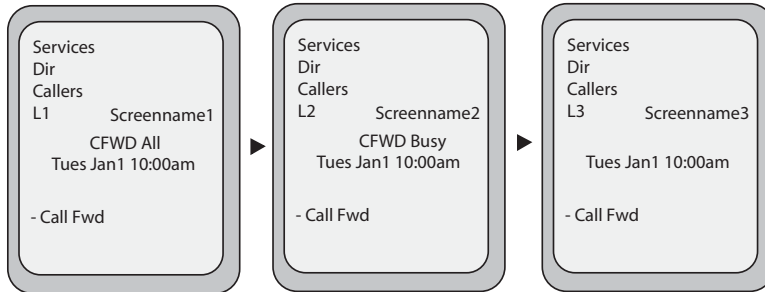 Services
Dir
Callers
L1 Screenname1
CFWD All
Tues Jan1 10:00am
- Call Fwd
Services
Dir
Callers
L2 Screenname2
CFWD Busy
Tues Jan1 10:00am
- Call Fwd
Services
Dir
Callers
L3 Screenname3
Tues Jan1 10:00am
- Call Fwd